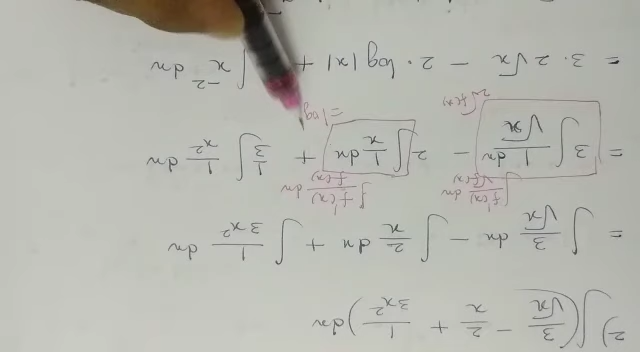 2) ∫(3/√x − 2/x + 1/3x²)dx
= ∫ 3/√x dx − ∫ 2/x dx + ∫ 1/3x² dx
∫ f'(x)/√f(x) dx ∫ f'(x)/f(x) dx
= 3∫ 1/√x dx − 2∫ 1/x dx + 1/3 ∫ 1/x² dx
2√f(x) = log
= 3·2√x − 2·log|x| + ∫x⁻² dx